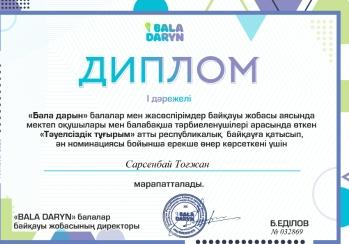 BALA
DARYN
ДИПЛОМ
I дәрежелі
«Бала дарын» балалар мен жасөспірімдер байқауы жобасы аясында
мектеп оқушылары мен балабақша тәрбиеленушілері арасында өткен
«Тәуелсіздік тұғырым» атты республикалық байқауға қатысып,
ән номинациясы бойынша ерекше өнер көрсеткені үшін
Сарсенбай Тоғжан
марапатталады.
«BALA DARYN» балалар
байқауы жобасының директоры
Б.ЕДІЛОВ
№ 032869